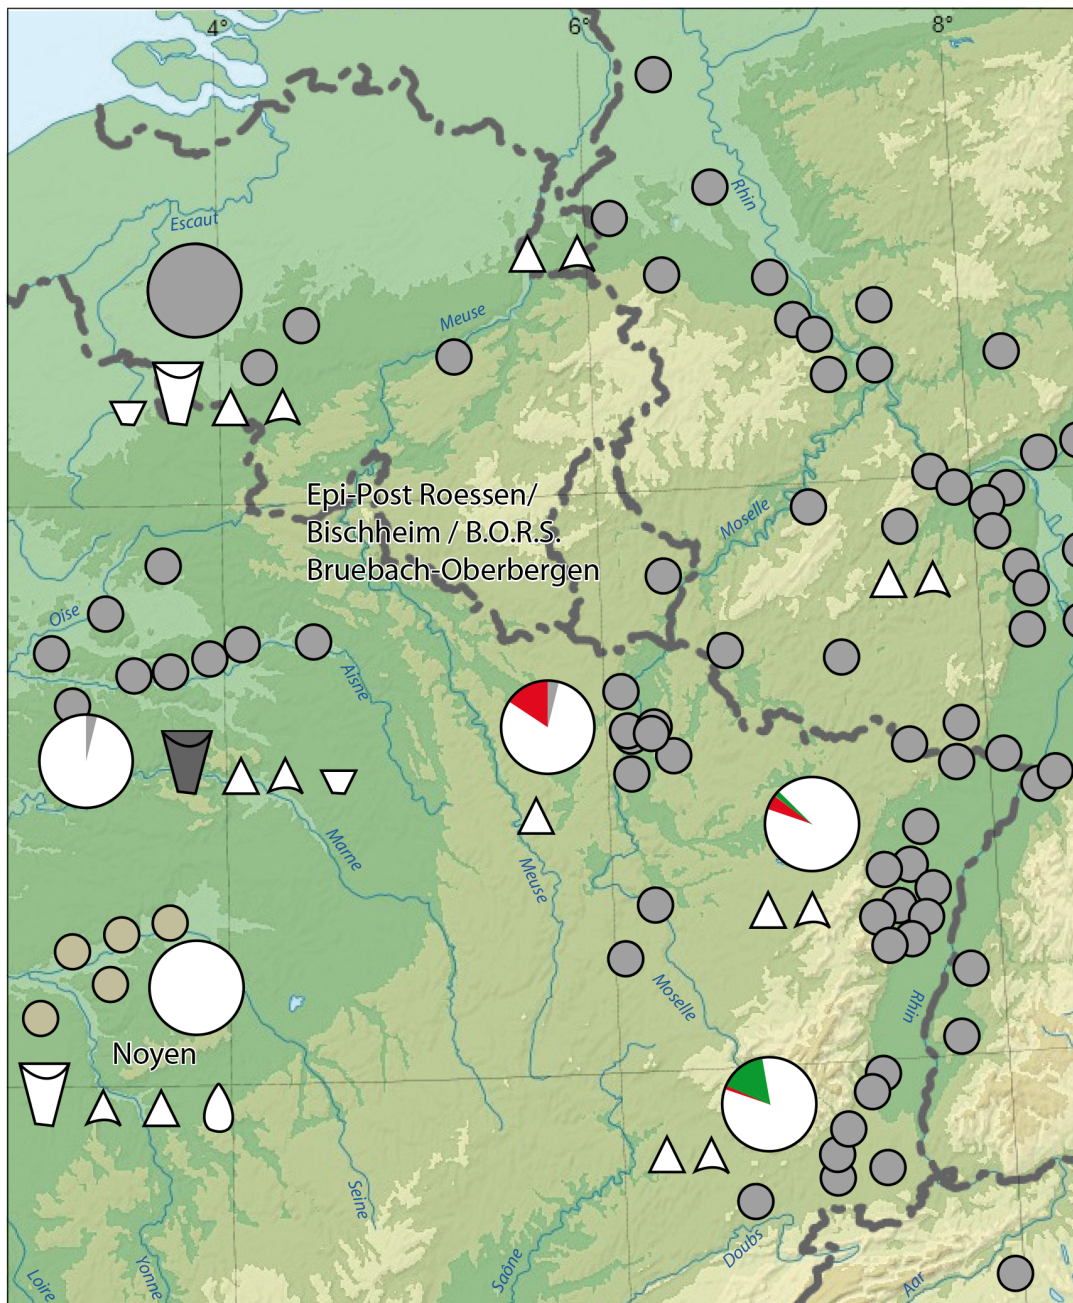 4°
6°
8°
Rhin
Escaut
Meuse
Epi-Post Roessen/
Bischheim / B.O.R.S.
Bruebach-Oberbergen
Moselle
Oise
Aisne
Marne
Meuse
Moselle
Rhin
Noyen
Seine
Yonne
Loire
Saône
Doubs
Aar